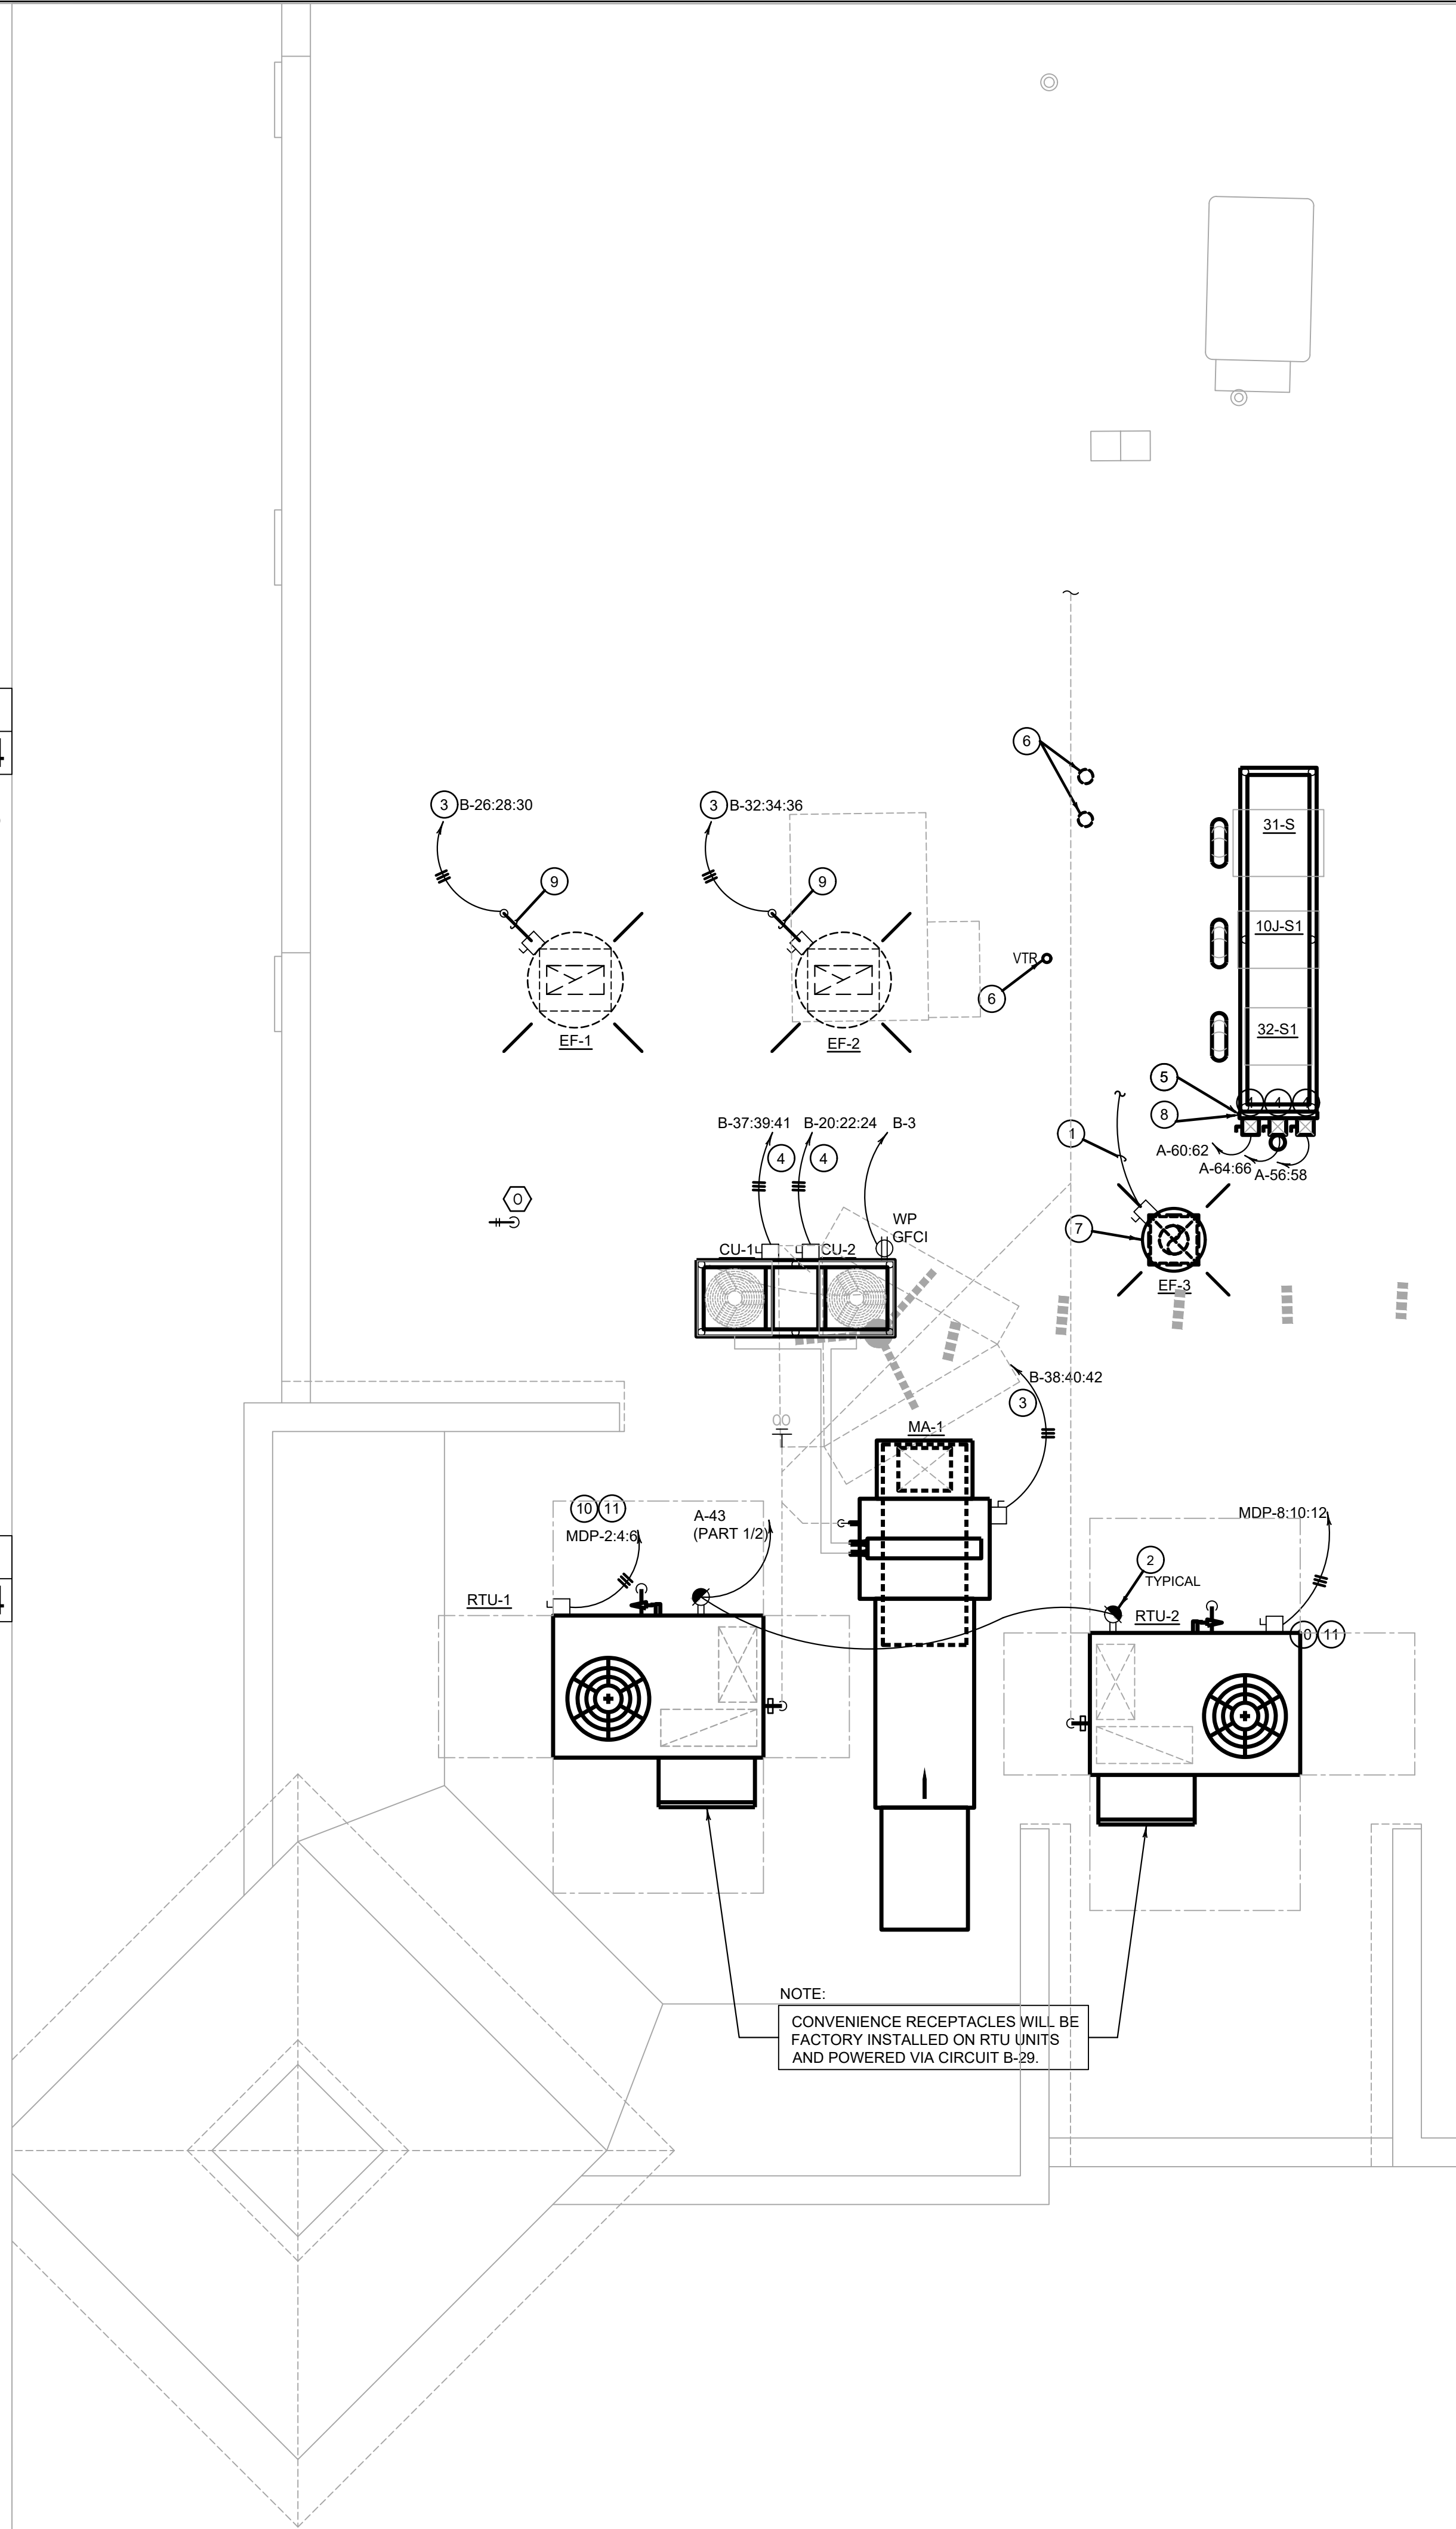 6
31-S
3 B-26:28:30
3 B-32:34:36
9
9
10J-S1
VTR
6
32-S1
EF-1
EF-2
5
8
4
B-37:39:41
B-20:22:24
B-3
4
4
1
A-60:62
A-64:66
A-56:58
0
WP
GFCI
7
CU-1
CU-2
EF-3
B-38:40:42
3
MA-1
10 11
MDP-2:4:6
A-43
(PART 1/2)
MDP-8:10:12
2
TYPICAL
RTU-1
RTU-2
11
NOTE:
CONVENIENCE RECEPTACLES WILL BE
FACTORY INSTALLED ON RTU UNITS
AND POWERED VIA CIRCUIT B-29.